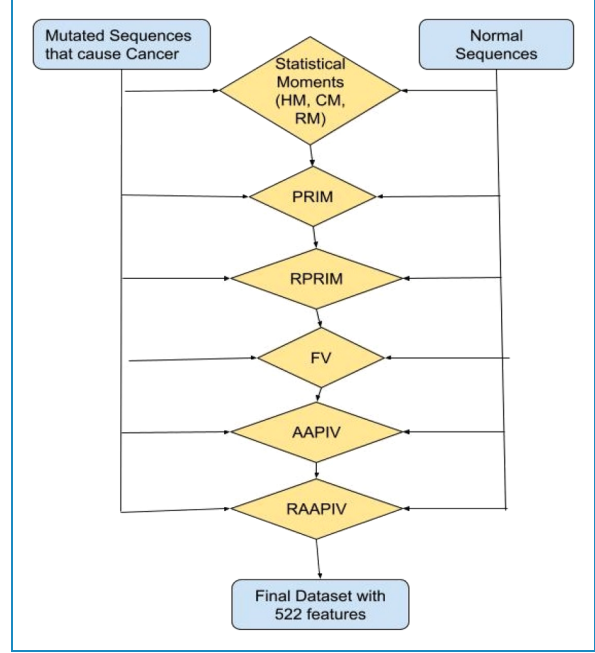 Mutated Sequences
that cause Cancer
Normal
Sequences
Statistical
Moments
(HM, CM,
RM)
PRIM
RPRIM
FV
AAPIV
RAAPIV
Final Dataset with
522 features